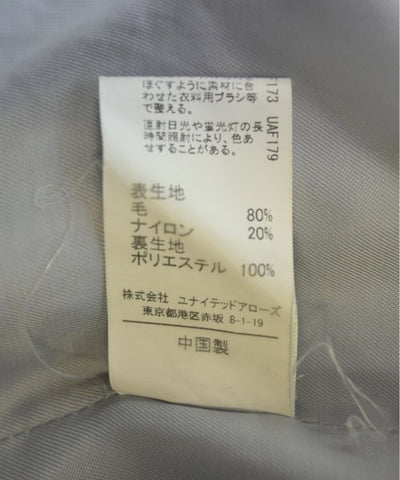 ほぐすように素材に合
わせた衣料用ブラシ等
で整える。
直射日光や蛍光灯の長
時間照射により、色あ
せすることがある。
表生地
毛 80%
ナイロン 20%
裏生地
ポリエステル 100%
株式会社 ユナイテッドアローズ
東京都港区赤坂 8-1-19
中国製
F173 UAF179